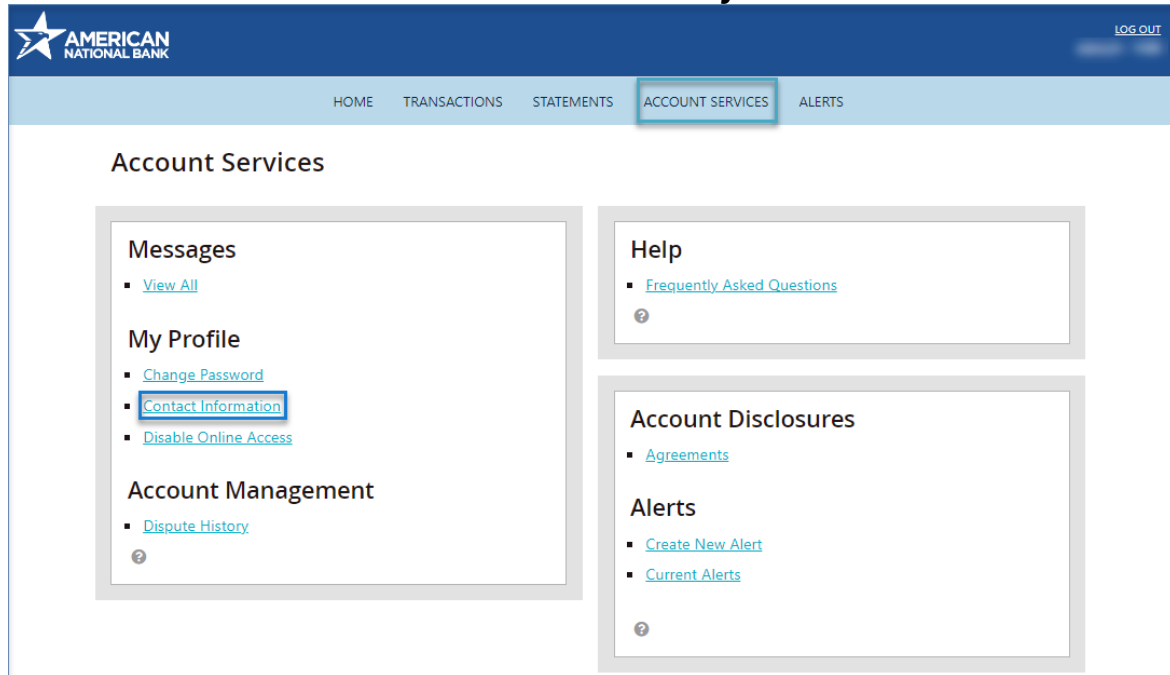 AMERICAN
NATIONAL BANK
LOG OUT
HOME TRANSACTIONS STATEMENTS ACCOUNT SERVICES ALERTS
Account Services
Messages
View All
My Profile
Change Password
Contact Information
Disable Online Access
Account Management
Dispute History
Help
Frequently Asked Questions
Account Disclosures
Agreements
Alerts
Create New Alert
Current Alerts